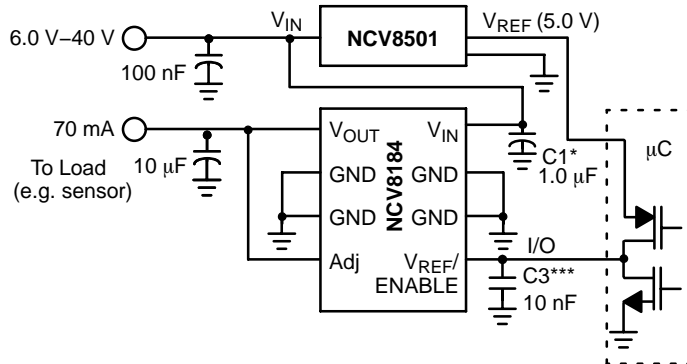 V_IN
V_REF (5.0 V)
6.0 V–40 V
NCV8501
100 nF
70 mA
V_OUT
V_IN
C1*
1.0 μF
μC
To Load
(e.g. sensor)
10 μF
GND
GND
NCV8184
GND
GND
I/O
Adj
V_REF/
ENABLE
C3***
10 nF